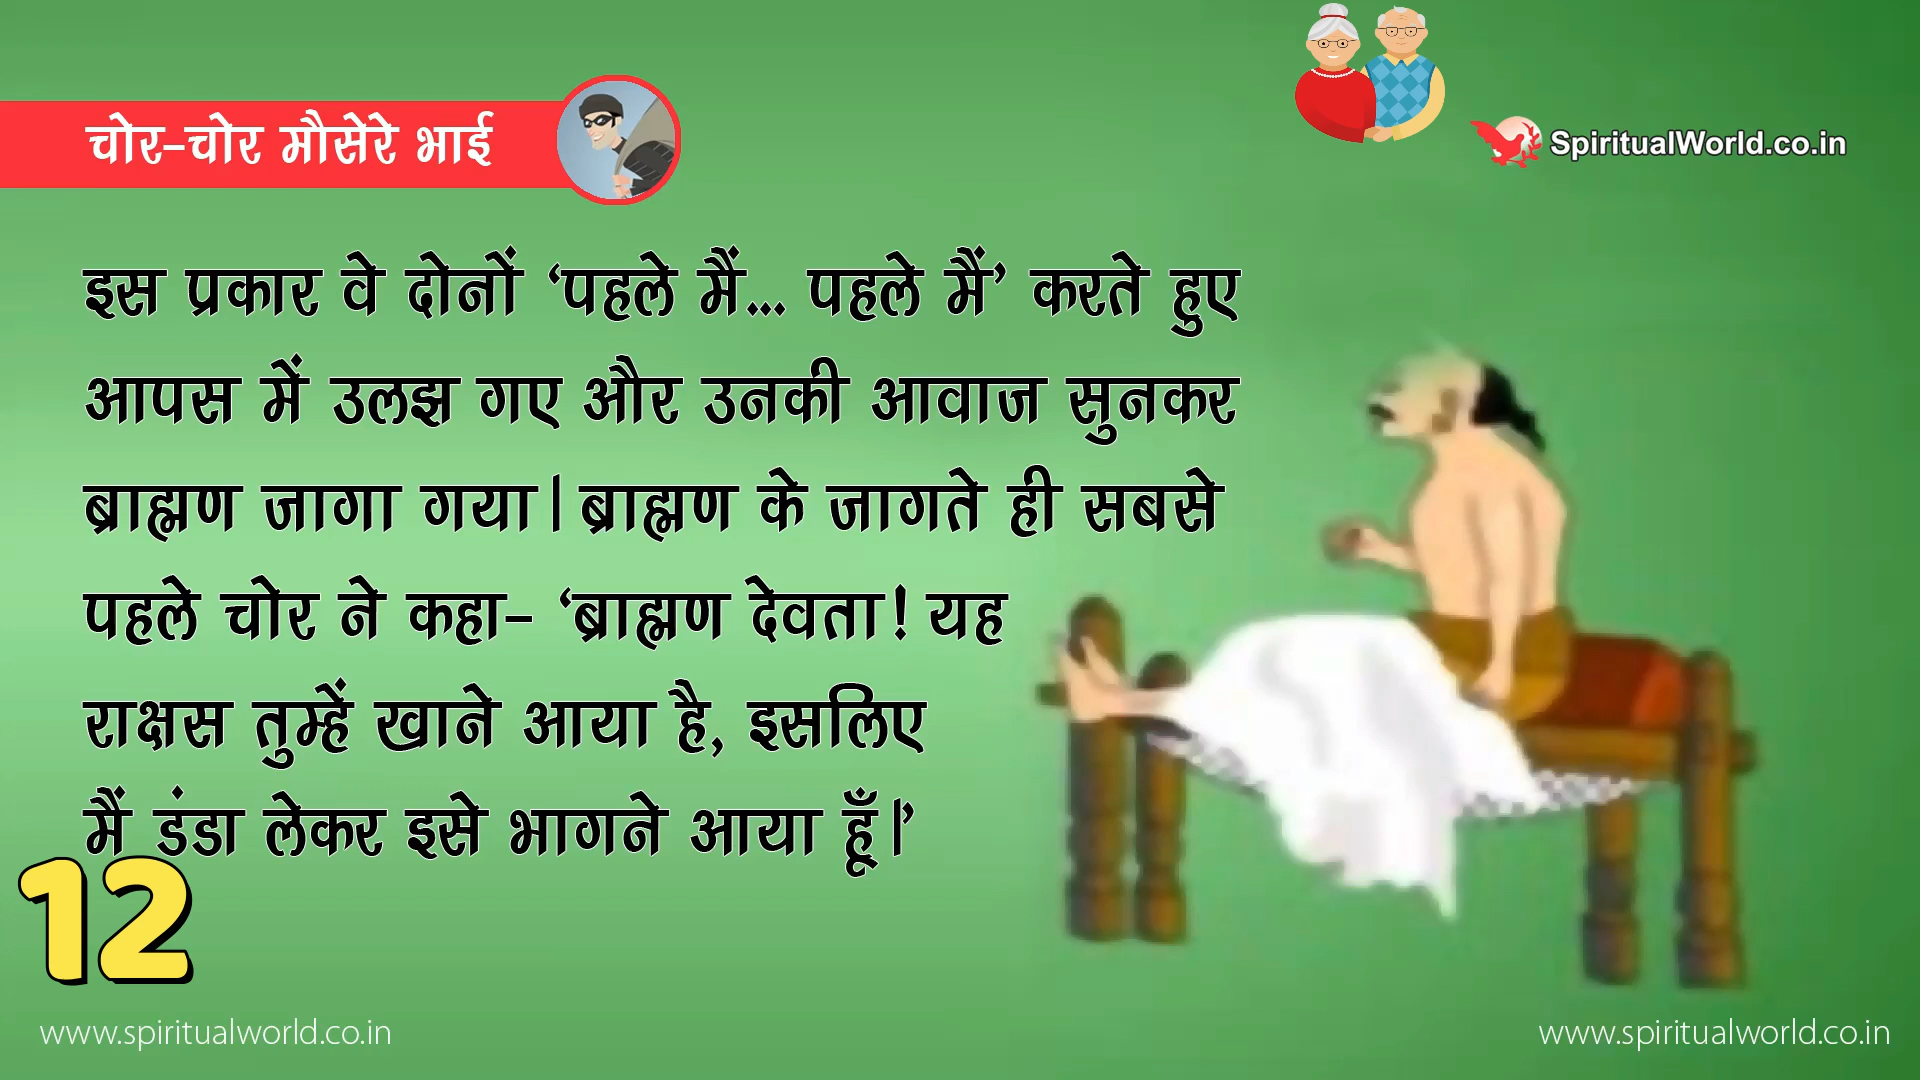 चोर-चोर मौसेरे भाई
SpiritualWorld.co.in
इस प्रकार वे दोनों ‘पहले मैं... पहले मैं’ करते हुए
आपस में उलझ गए और उनकी आवाज सुनकर
ब्राह्मण जागा गया। ब्राह्मण के जागते ही सबसे
पहले चोर ने कहा- ‘ब्राह्मण देवता! यह
राक्षस तुम्हें खाने आया है, इसलिए
मैं डंडा लेकर इसे भागने आया हूँ।’
12
www.spiritualworld.co.in
www.spiritualworld.co.in